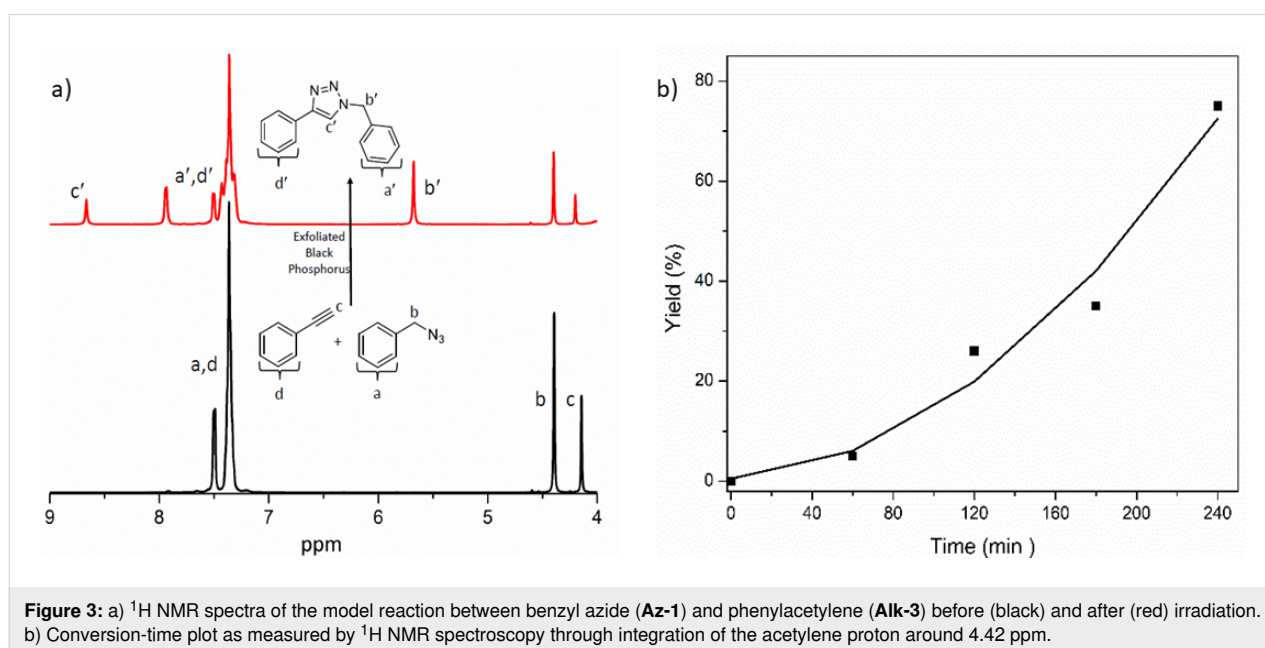 a)
N=N
N
b′
c′
d′
a′
c′
a′,d′
b′
Exfoliated
Black
Phosphorus
c
b
N3
+
d
a
a,d
b
c
9 8 7 6 5 4
ppm
b)
80
60
40
20
0
Yield (%)
0 40 80 120 160 200 240
Time (min )
Figure 3: a) 1H NMR spectra of the model reaction between benzyl azide (Az-1) and phenylacetylene (Alk-3) before (black) and after (red) irradiation.
b) Conversion-time plot as measured by 1H NMR spectroscopy through integration of the acetylene proton around 4.42 ppm.